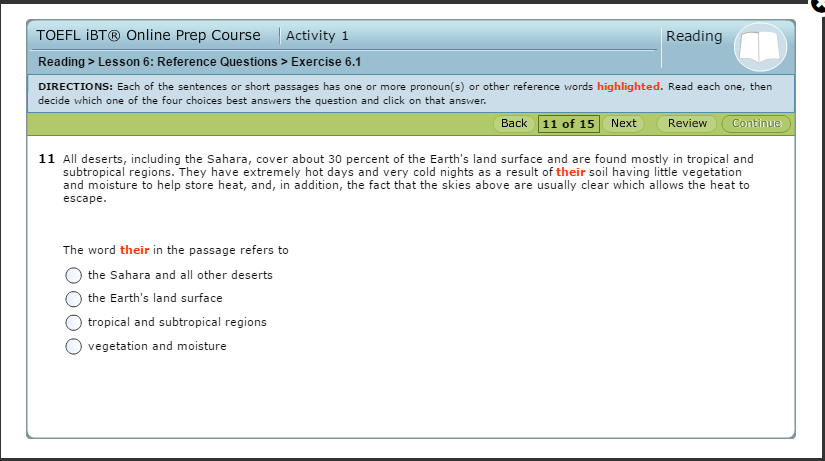 TOEFL iBT® Online Prep Course Activity 1 Reading
Reading > Lesson 6: Reference Questions > Exercise 6.1
DIRECTIONS: Each of the sentences or short passages has one or more pronoun(s) or other reference words highlighted. Read each one, then
decide which one of the four choices best answers the question and click on that answer.
Back 11 of 15 Next Review Continue
11 All deserts, including the Sahara, cover about 30 percent of the Earth's land surface and are found mostly in tropical and
subtropical regions. They have extremely hot days and very cold nights as a result of their soil having little vegetation
and moisture to help store heat, and, in addition, the fact that the skies above are usually clear which allows the heat to
escape.
The word their in the passage refers to
the Sahara and all other deserts
the Earth's land surface
tropical and subtropical regions
vegetation and moisture